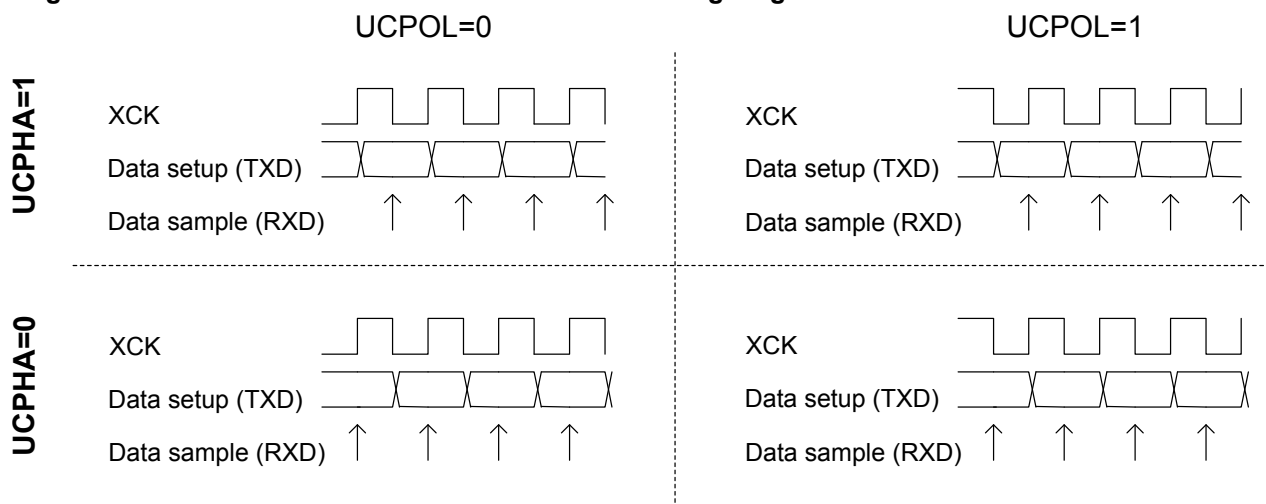 UCPOL=0 UCPOL=1
UCPHA=1
XCK XCK
Data setup (TXD) Data setup (TXD)
Data sample (RXD) Data sample (RXD)
UCPHA=0
XCK XCK
Data setup (TXD) Data setup (TXD)
Data sample (RXD) Data sample (RXD)